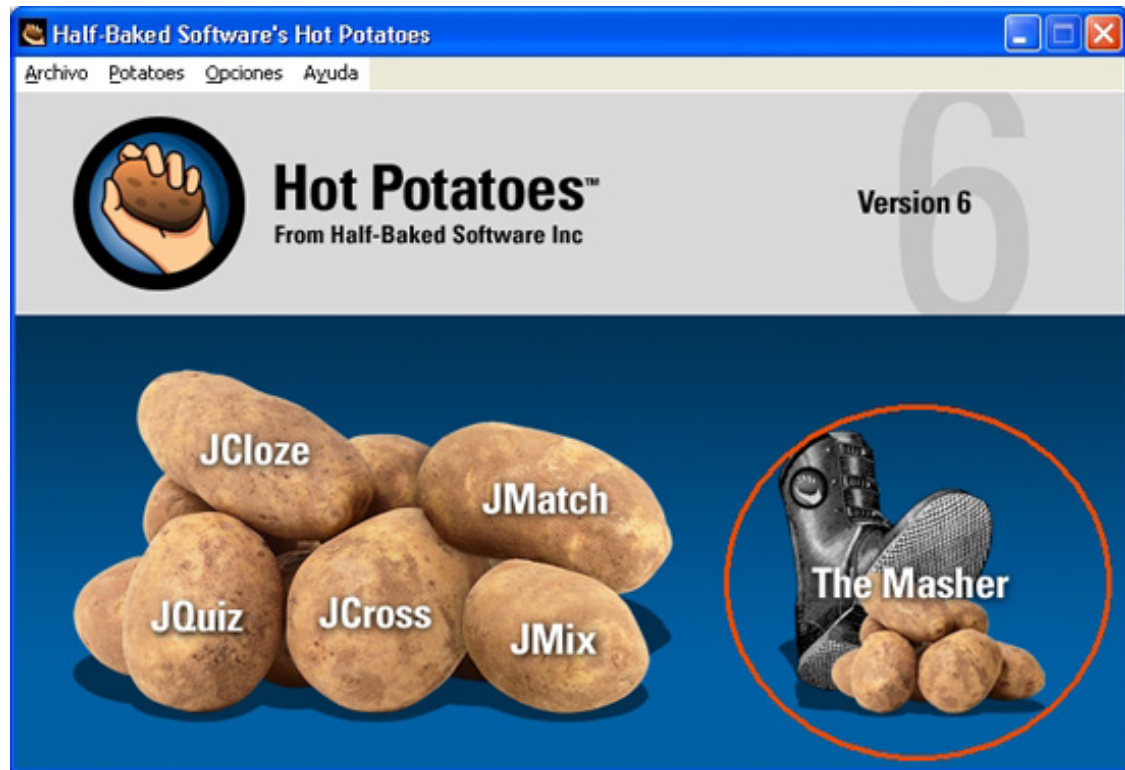 Half-Baked Software's Hot Potatoes
Archivo Potatoes Opciones Ayuda
Hot Potatoes™
From Half-Baked Software Inc
6
Version 6
JCloze
JMatch
JQuiz
JCross
JMix
The Masher